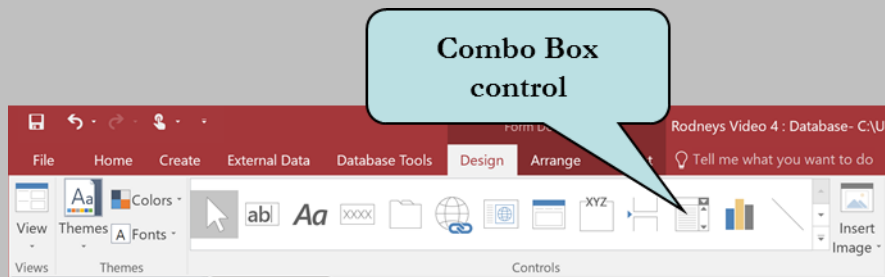 Combo Box
control
Form De
Rodneys Video 4 : Database- C:\U
File Home Create External Data Database Tools Design Arrange t Tell me what you want to do
Aa Colors
ab Aa XXXX XYZ
View Themes A Fonts Insert
Image
Views Themes Controls